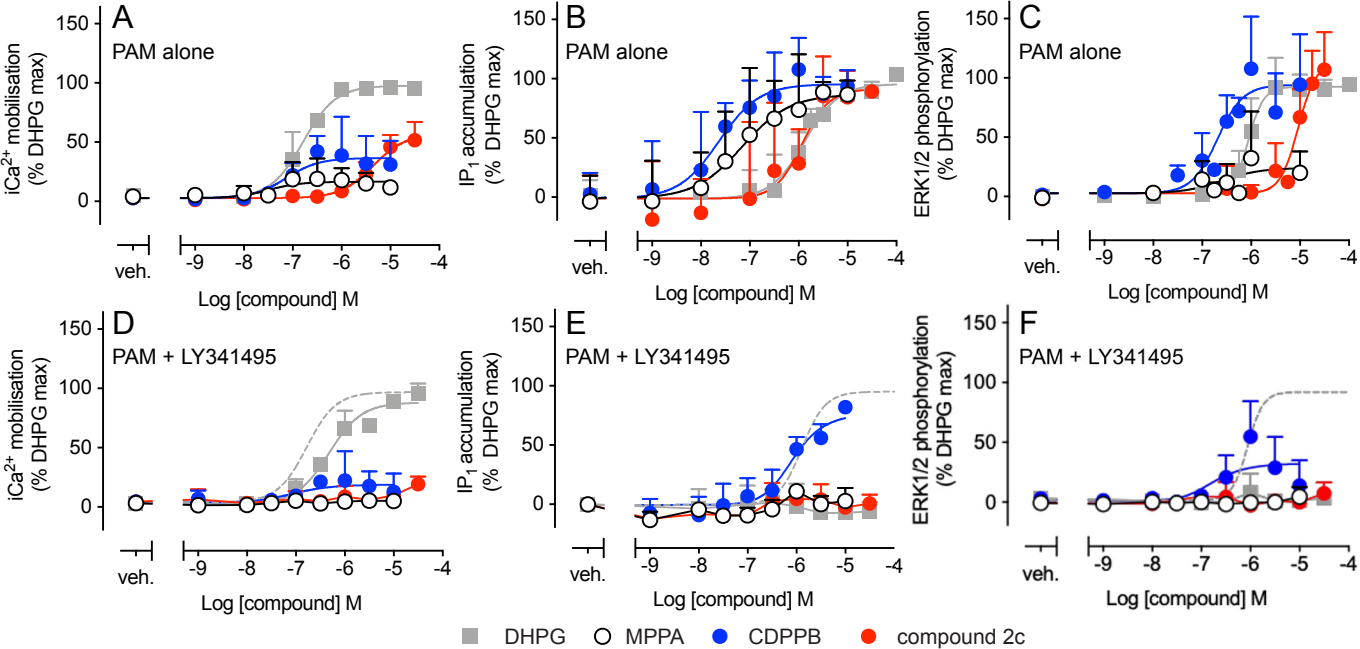 A
PAM alone
iCa2+ mobilisation
(% DHPG max)
150
100
50
0
veh.
-9 -8 -7 -6 -5 -4
Log [compound] M
B
PAM alone
IP1 accumulation
(% DHPG max)
150
100
50
0
veh.
-9 -8 -7 -6 -5 -4
Log [compound] M
C
PAM alone
ERK1/2 phosphorylation
(% DHPG max)
150
100
50
0
veh.
-9 -8 -7 -6 -5 -4
Log [compound] M
D
PAM + LY341495
iCa2+ mobilisation
(% DHPG max)
150
100
50
0
veh.
-9 -8 -7 -6 -5 -4
Log [compound] M
E
PAM + LY341495
IP1 accumulation
(% DHPG max)
150
100
50
0
veh.
-9 -8 -7 -6 -5 -4
Log [compound] M
F
PAM + LY341495
ERK1/2 phosphorylation
(% DHPG max)
150
100
50
0
veh.
-9 -8 -7 -6 -5 -4
Log [compound] M
DHPG MPPA CDPPB compound 2c